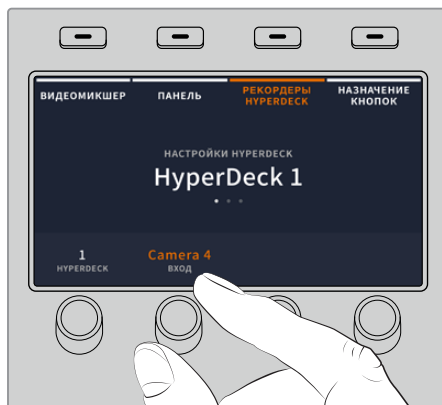 ВИДЕОМИКШЕР
ПАНЕЛЬ
РЕКОРДЕРЫ
HYPERDECK
НАЗНАЧЕНИЕ
КНОПОК
НАСТРОЙКИ HYPERDECK
HyperDeck 1
1
HYPERDECK
Camera 4
ВХОД